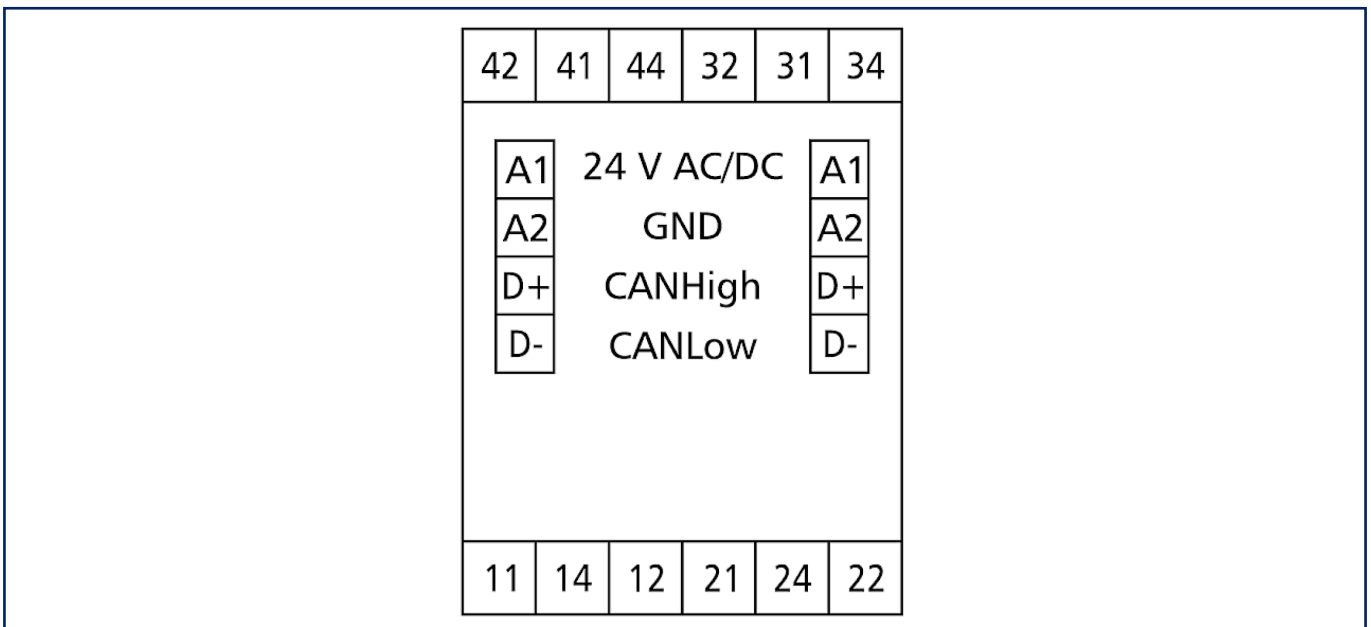 42 41 44 32 31 34
A1 24 V AC/DC A1
A2 GND A2
D+ CANHigh D+
D- CANLow D-
11 14 12 21 24 22